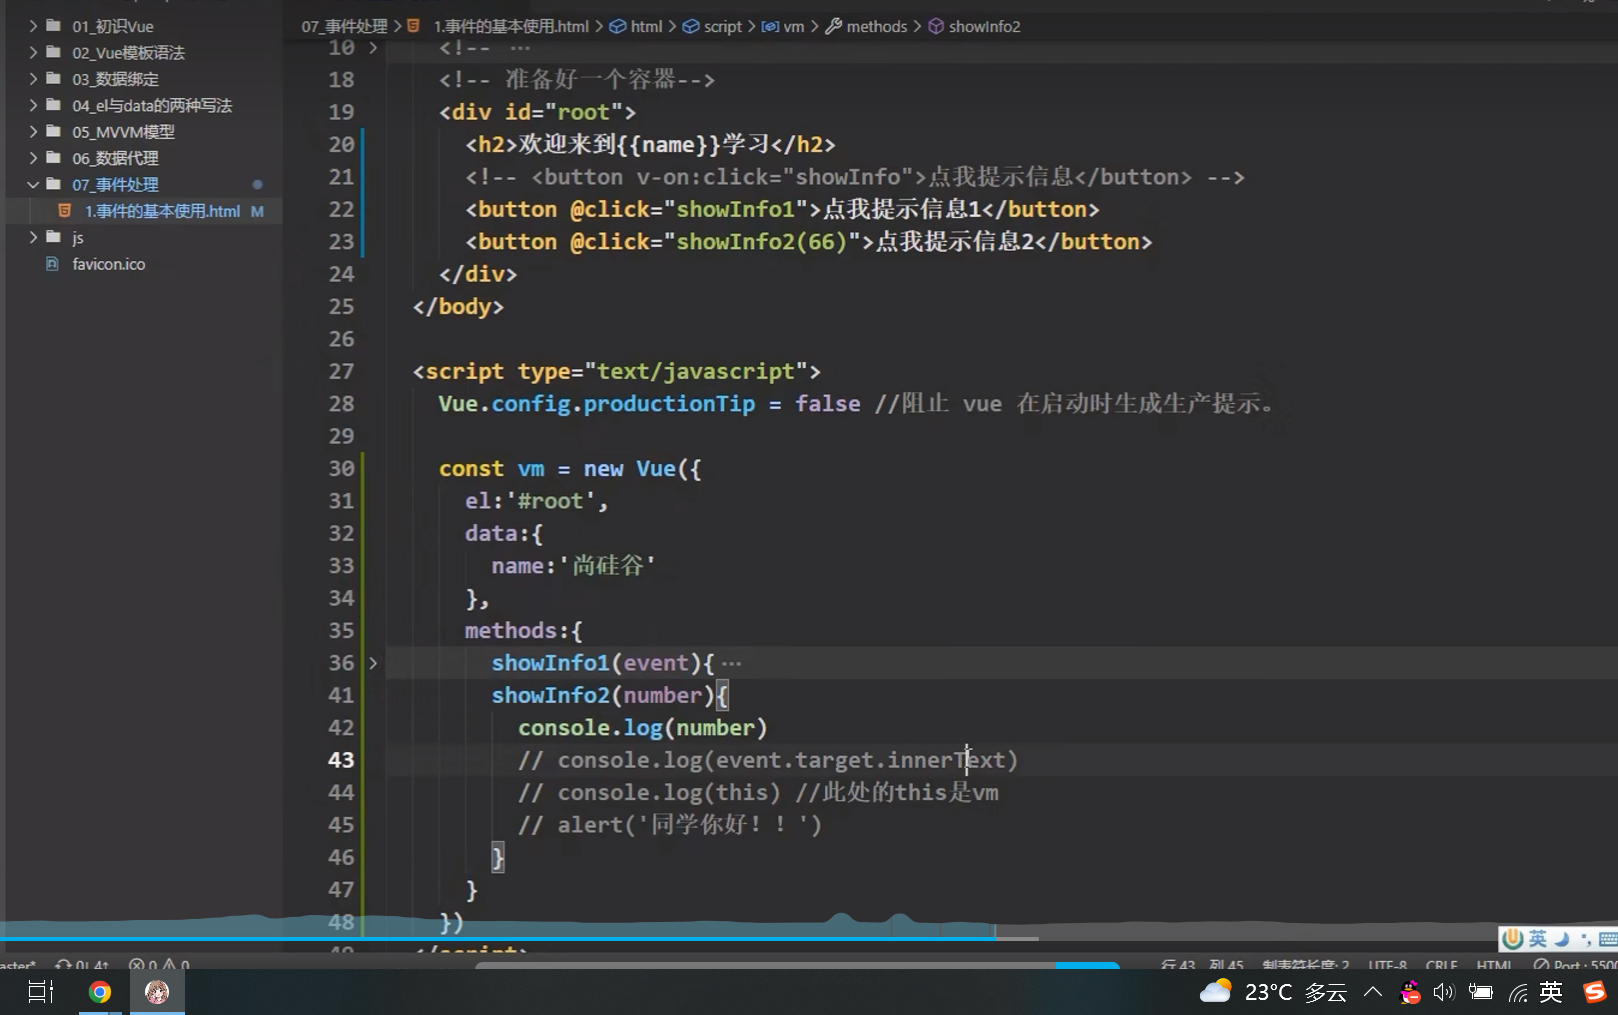 01_初识Vue
02_Vue模板语法
03_数据绑定
04_el与data的两种写法
05_MVVM模型
06_数据代理
07_事件处理
1.事件的基本使用.html M
js
favicon.ico
07_事件处理 > 1.事件的基本使用.html > html > script > vm > methods > showInfo2
10 <!-- ⋯
18 <!-- 准备好一个容器-->
19 <div id="root">
20 <h2>欢迎来到{{name}}学习</h2>
21 <!-- <button v-on:click="showInfo">点我提示信息</button> -->
22 <button @click="showInfo1">点我提示信息1</button>
23 <button @click="showInfo2(66)">点我提示信息2</button>
24 </div>
25 </body>
26
27 <script type="text/javascript">
28 Vue.config.productionTip = false //阻止 vue 在启动时生成生产提示。
29
30 const vm = new Vue({
31 el:'#root',
32 data:{
33 name:'尚硅谷'
34 },
35 methods:{
36 showInfo1(event){⋯
41 showInfo2(number){
42 console.log(number)
43 // console.log(event.target.innerText)
44 // console.log(this) //此处的this是vm
45 // alert('同学你好！！')
46 }
47 }
48 })
49 </script>
英
aster* 0↓ 4↑ 0 0
行 43, 列 45 制表符长度: 2 UTF-8 CRLF HTML Port : 5500
23°C 多云 英